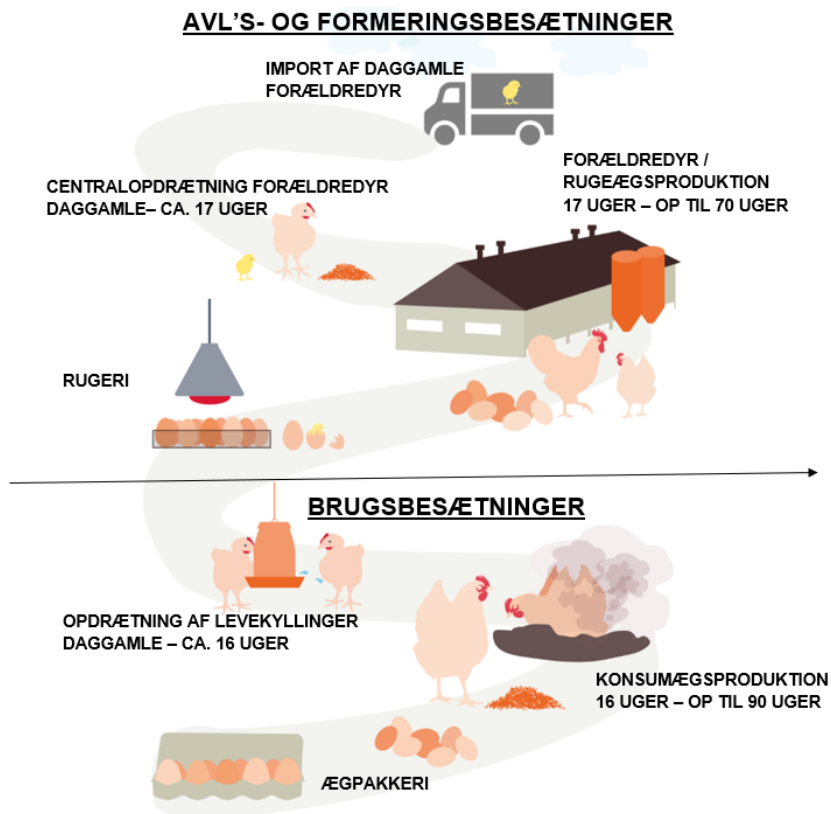 AVL'S- OG FORMERINGSBESÆTNINGER
IMPORT AF DAGGAMLE
FORÆLDREDYR
FORÆLDREDYR /
RUGEÆGSPRODUKTION
17 UGER – OP TIL 70 UGER
CENTRALOPDRÆTNING FORÆLDREDYR
DAGGAMLE– CA. 17 UGER
RUGERI
BRUGSBESÆTNINGER
OPDRÆTNING AF LEVEKYLLINGER
DAGGAMLE – CA. 16 UGER
KONSUMÆGSPRODUKTION
16 UGER – OP TIL 90 UGER
ÆGPAKKERI